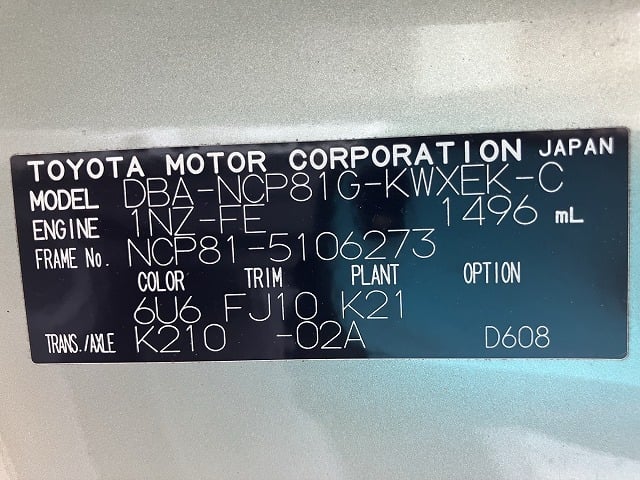 TOYOTA MOTOR CORPORATION JAPAN
MODEL DBA-NCP81G-KWXEK-C
ENGINE 1NZ-FE 1496 mL
FRAME No. NCP81-5106273
COLOR TRIM PLANT OPTION
6U6 FJ10 K21
TRANS./AXLE K210 -02A D608